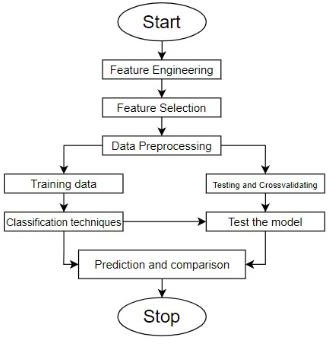 Start
Feature Engineering
Feature Selection
Data Preprocessing
Training data
Testing and Crossvalidating
Classification techniques
Test the model
Prediction and comparison
Stop